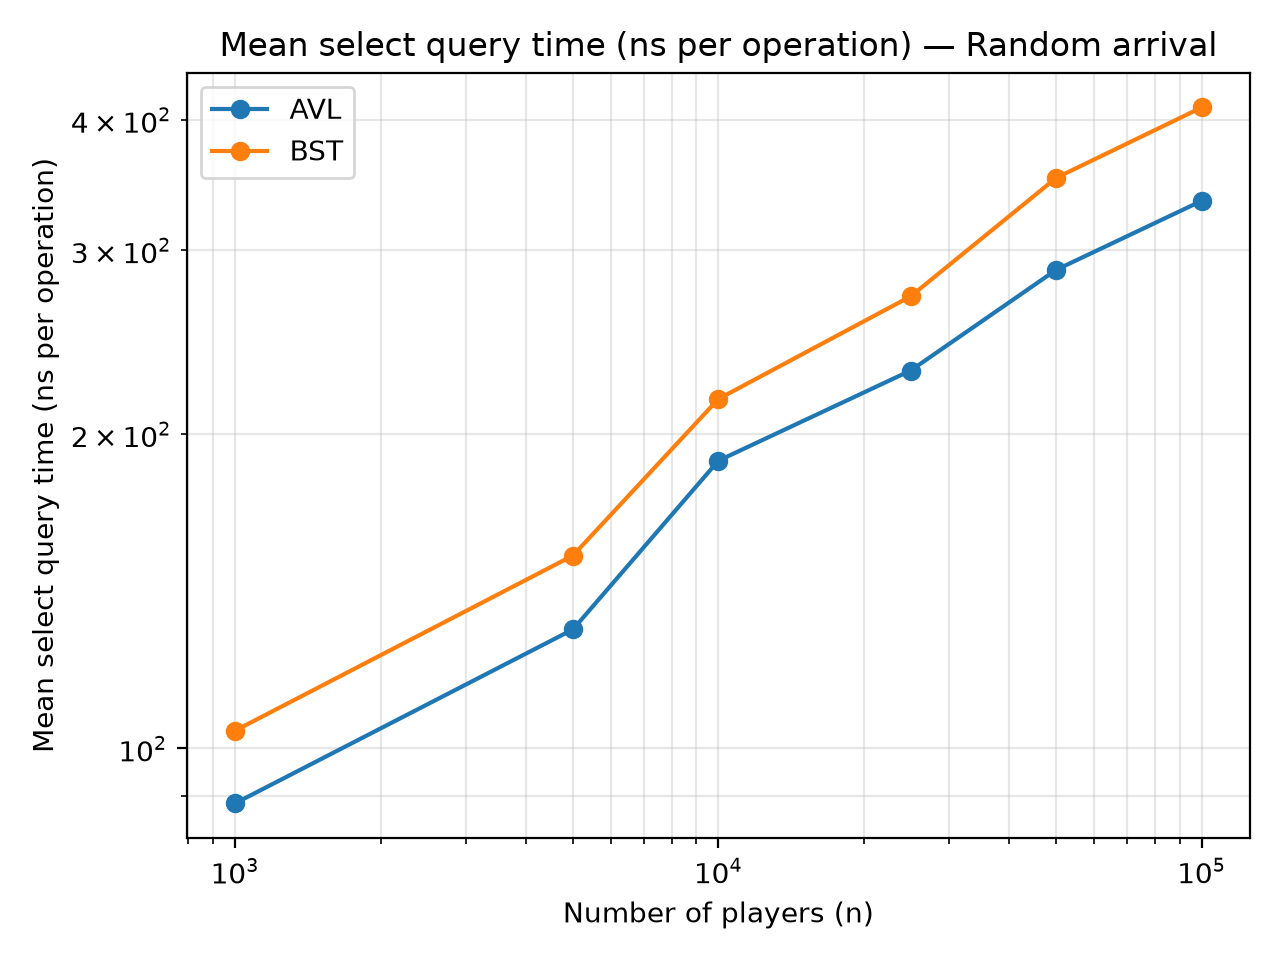 Mean select query time (ns per operation) — Random arrival
AVL
BST
Mean select query time (ns per operation)
4 × 10²
3 × 10²
2 × 10²
10²
10³ 10⁴ 10⁵
Number of players (n)